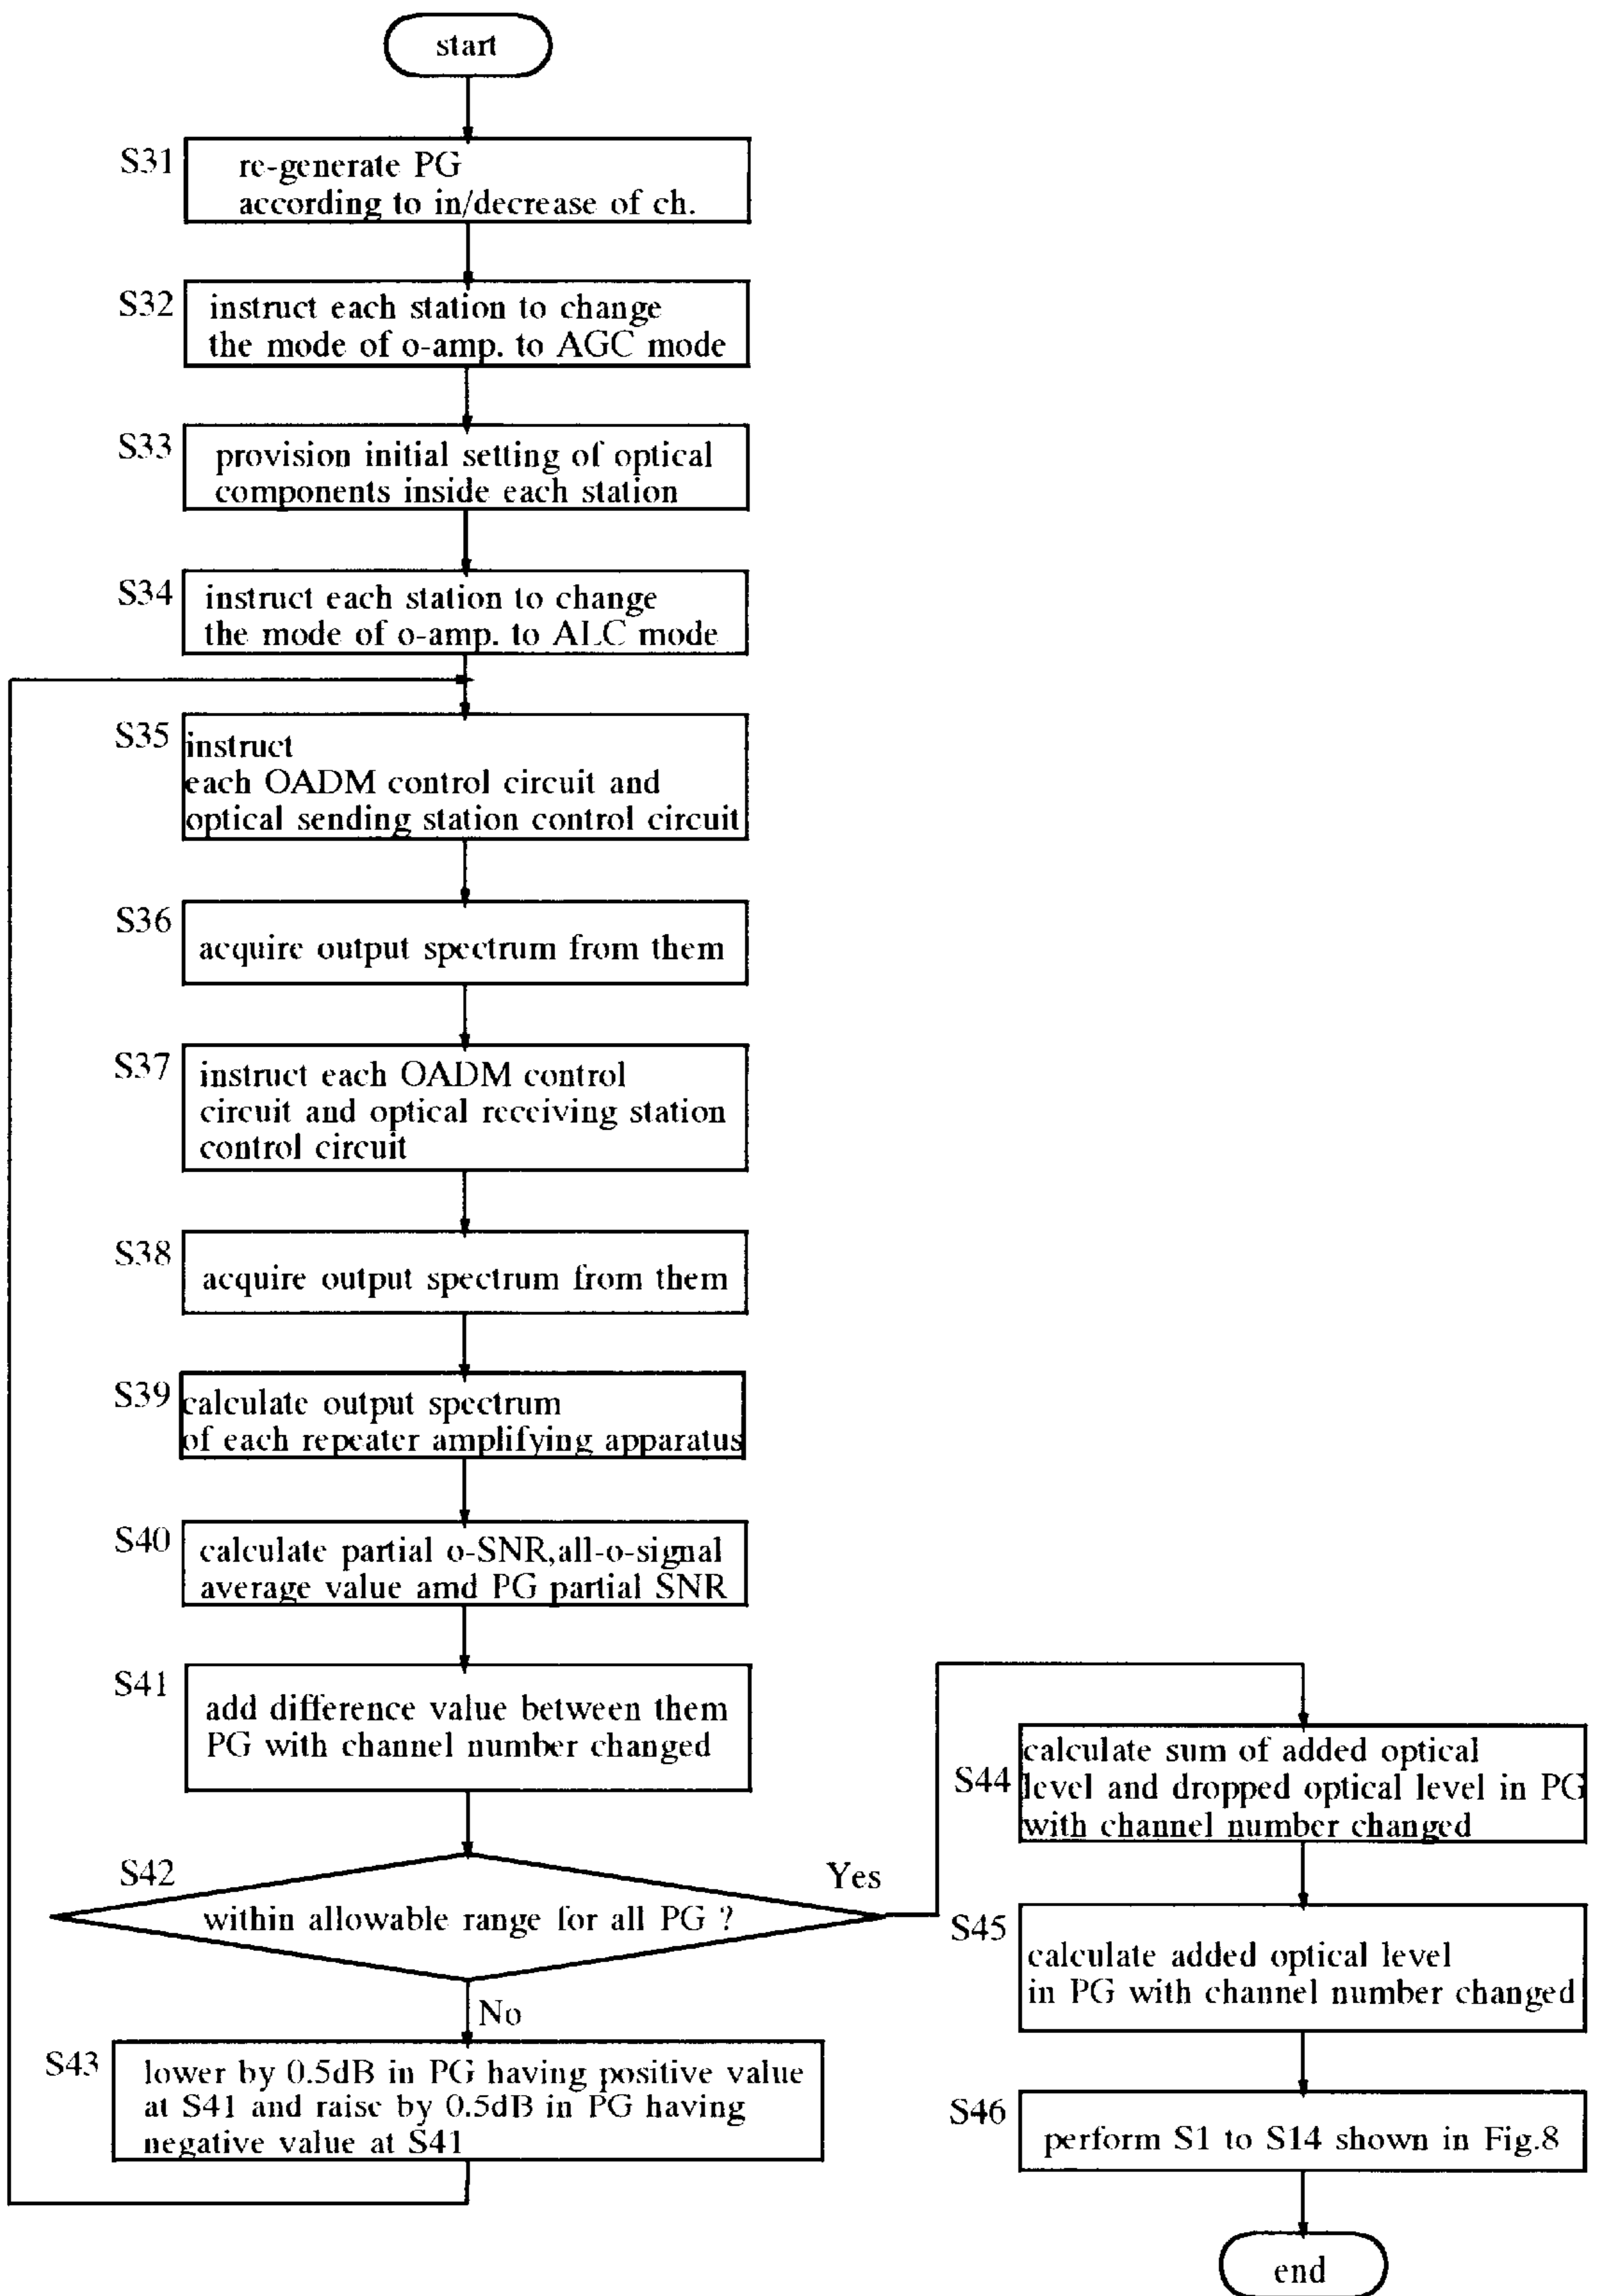 start
S31
re-generate PG
according to in/decrease of ch.
S32
instruct each station to change
the mode of o-amp. to AGC mode
S33
provision initial setting of optical
components inside each station
S34
instruct each station to change
the mode of o-amp. to ALC mode
S35
instruct
each OADM control circuit and
optical sending station control circuit
S36
acquire output spectrum from them
S37
instruct each OADM control
circuit and optical receiving station
control circuit
S38
acquire output spectrum from them
S39
calculate output spectrum
of each repeater amplifying apparatus
S40
calculate partial o-SNR,all-o-signal
average value amd PG partial SNR
S41
add difference value between them
PG with channel number changed
S42
within allowable range for all PG ?
Yes
No
S43
lower by 0.5dB in PG having positive value
at S41 and raise by 0.5dB in PG having
negative value at S41
S44
calculate sum of added optical
level and dropped optical level in PG
with channel number changed
S45
calculate added optical level
in PG with channel number changed
S46
perform S1 to S14 shown in Fig.8
end